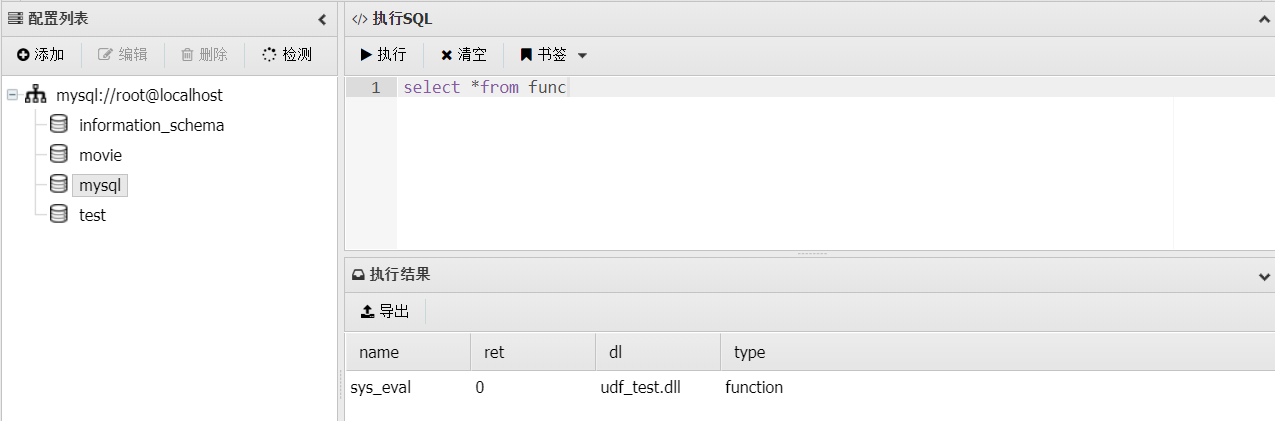 配置列表
添加 编辑 删除 检测
mysql://root@localhost
information_schema
movie
mysql
test
执行SQL
执行 清空 书签
1 select *from func
执行结果
导出
name ret dl type
sys_eval 0 udf_test.dll function